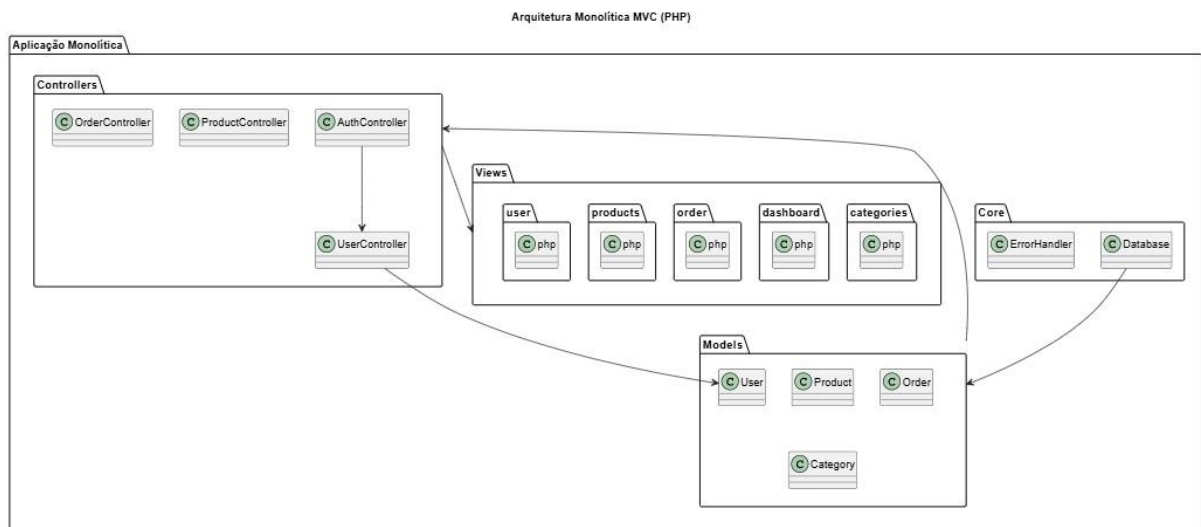 Arquitetura Monolítica MVC (PHP)
Aplicação Monolítica
Controllers
C OrderController
C ProductController
C AuthController
C UserController
Views
user
C php
products
C php
order
C php
dashboard
C php
categories
C php
Core
C ErrorHandler
C Database
Models
C User
C Product
C Order
C Category